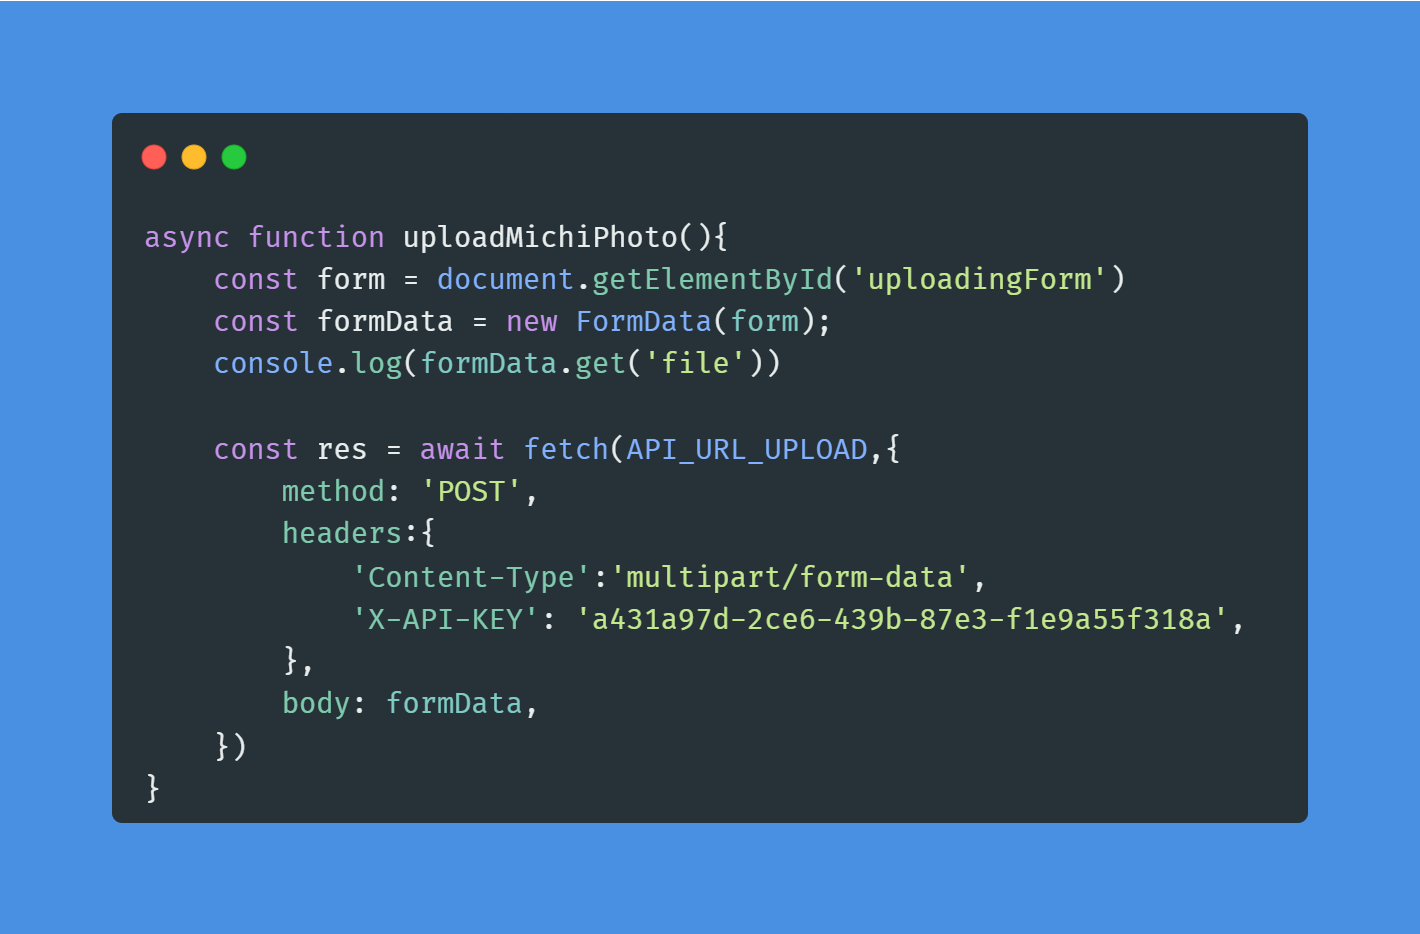 async function uploadMichiPhoto(){
    const form = document.getElementById('uploadingForm')
    const formData = new FormData(form);
    console.log(formData.get('file'))

    const res = await fetch(API_URL_UPLOAD,{
        method: 'POST',
        headers:{
            'Content-Type':'multipart/form-data',
            'X-API-KEY': 'a431a97d-2ce6-439b-87e3-f1e9a55f318a',
        },
        body: formData,
    })
}